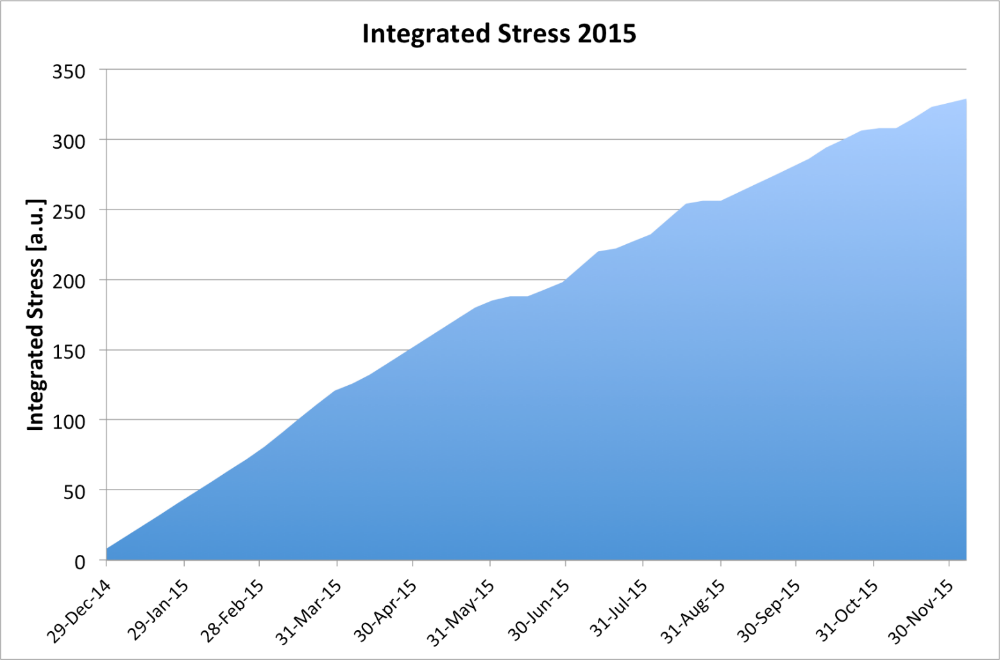 Integrated Stress 2015
Integrated Stress [a.u.]
350
300
250
200
150
100
50
0
29-Dec-14
29-Jan-15
28-Feb-15
31-Mar-15
30-Apr-15
31-May-15
30-Jun-15
31-Jul-15
31-Aug-15
30-Sep-15
31-Oct-15
30-Nov-15